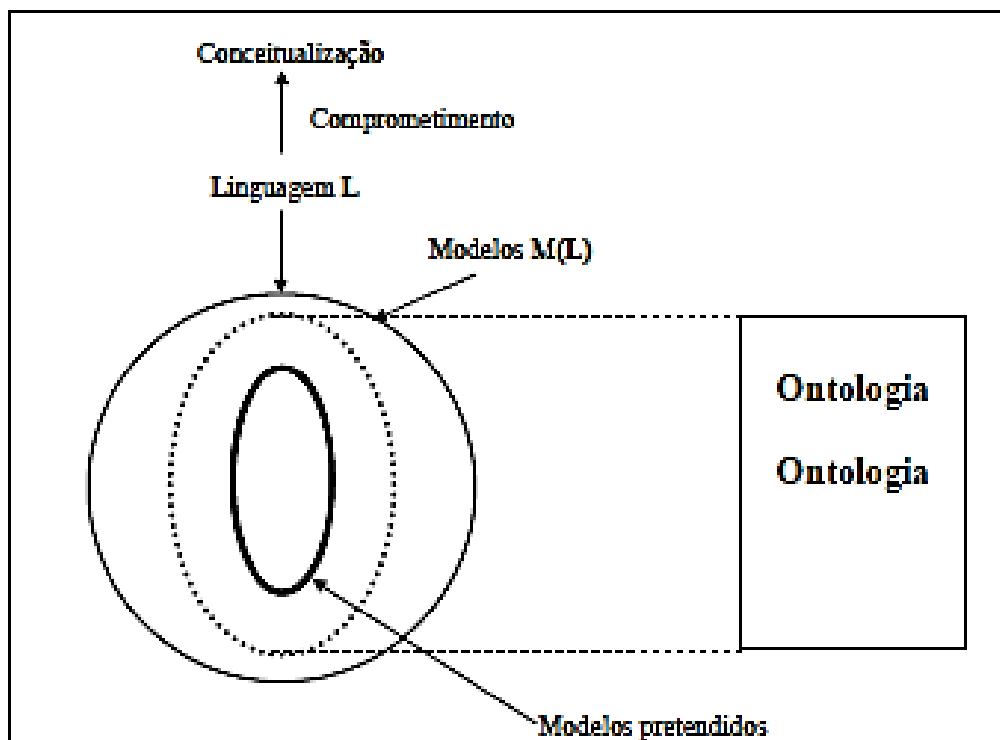 Conceitualização
Comprometimento
Linguagem L
Modelos M(L)
Ontologia
Ontologia
Modelos pretendidos